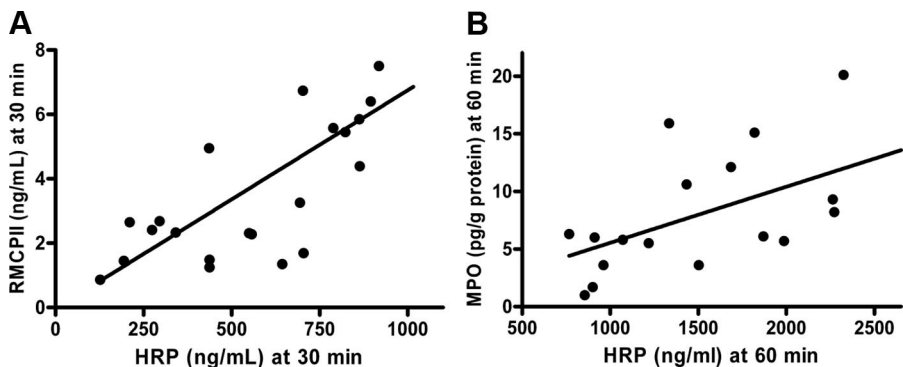 A
RMCPII (ng/mL) at 30 min
8
6
4
2
0
0 250 500 750 1000
HRP (ng/mL) at 30 min
B
MPO (pg/g protein) at 60 min
20
15
10
5
0
500 1000 1500 2000 2500
HRP (ng/ml) at 60 min